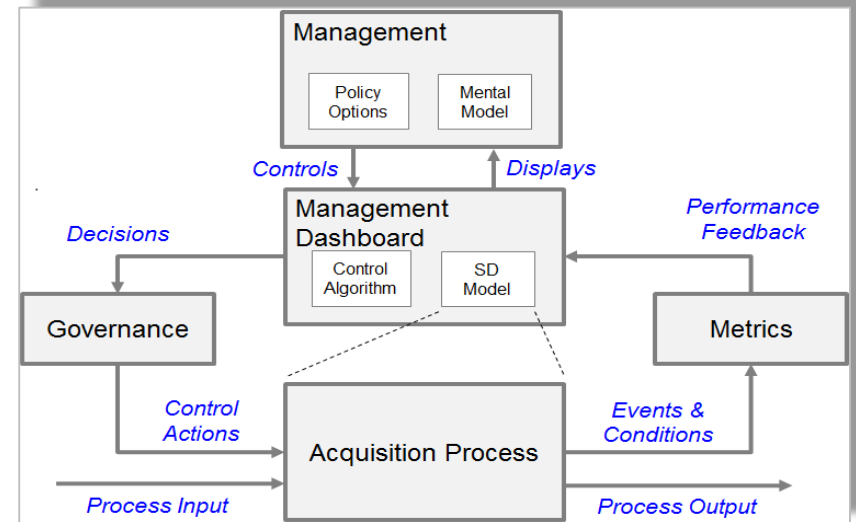 Management
Policy
Options
Mental
Model
Controls
Displays
Management
Dashboard
Control
Algorithm
SD
Model
Decisions
Performance
Feedback
Governance
Metrics
Control
Actions
Acquisition Process
Events &
Conditions
Process Input
Process Output